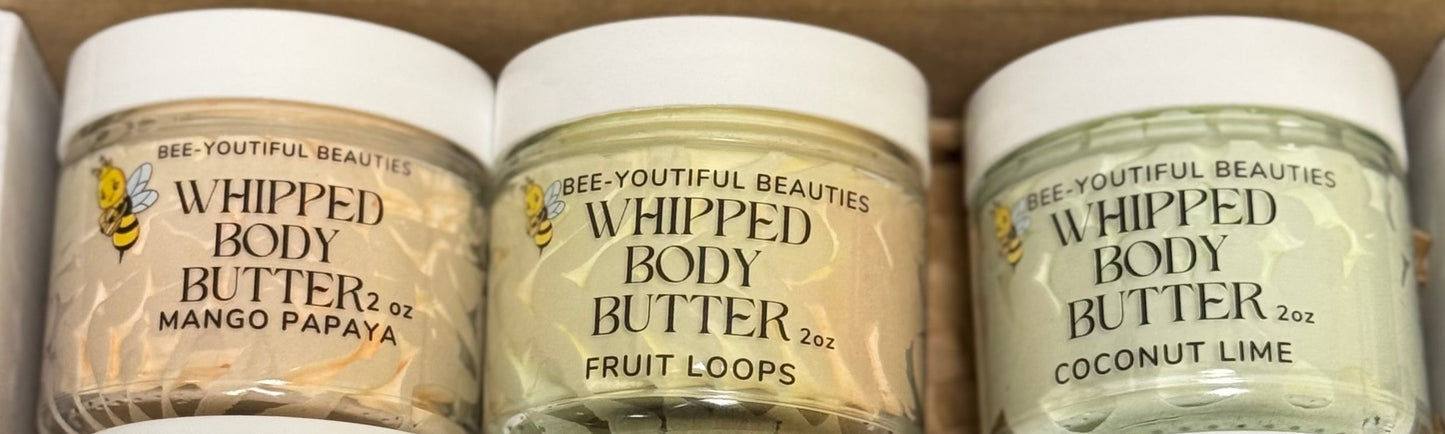 BEE-YOUTIFUL BEAUTIES
WHIPPED
BODY
BUTTER 2 oz
MANGO PAPAYA
BEE-YOUTIFUL BEAUTIES
WHIPPED
BODY
BUTTER 2oz
FRUIT LOOPS
BEE-YOUTIFUL BEAUTIES
WHIPPED
BODY
BUTTER 2oz
COCONUT LIME